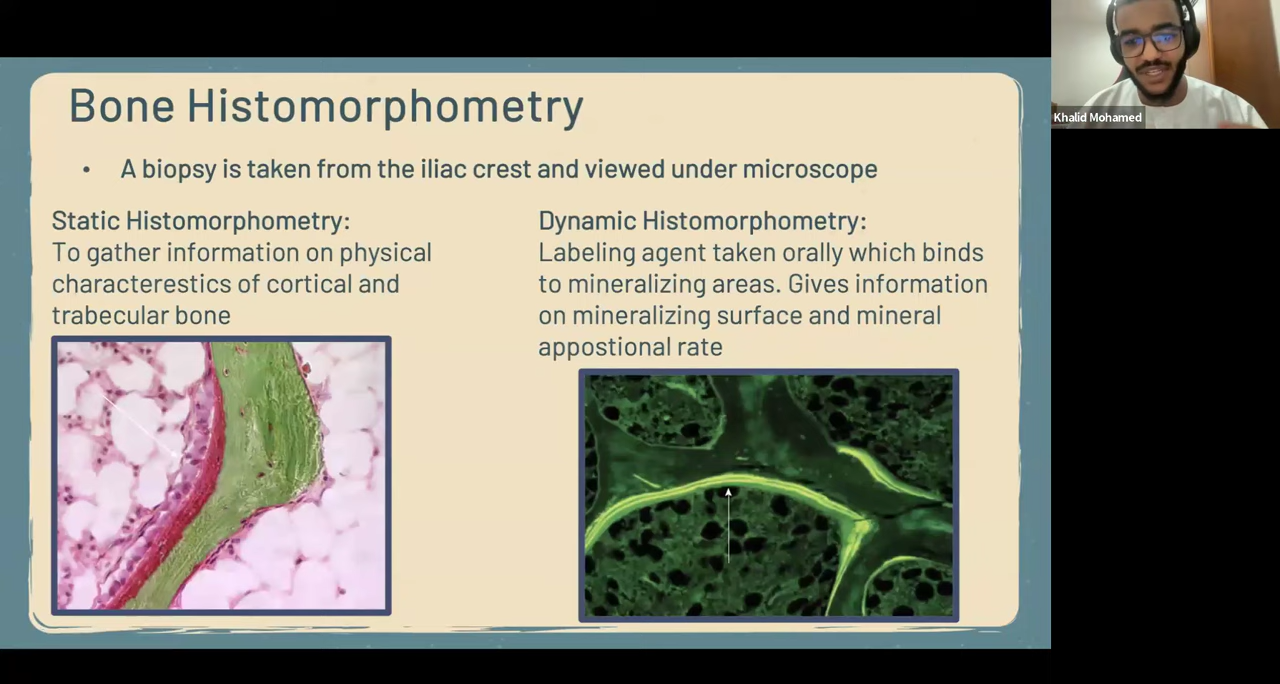 Bone Histomorphometry
• A biopsy is taken from the iliac crest and viewed under microscope
Static Histomorphometry:
To gather information on physical
characterestics of cortical and
trabecular bone
Dynamic Histomorphometry:
Labeling agent taken orally which binds
to mineralizing areas. Gives information
on mineralizing surface and mineral
appostional rate
Khalid Mohamed